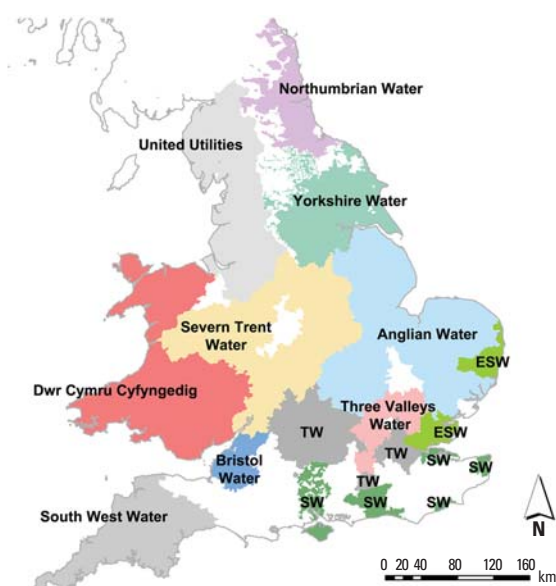 Northumbrian Water
United Utilities
Yorkshire Water
Severn Trent
Water
Anglian Water
ESW
Dwr Cymru Cyfyngedig
Three Valleys
Water
TW
ESW
Bristol
Water
TW
SW
SW
TW
SW
SW
SW
South West Water
N
0 20 40 80 120 160
km